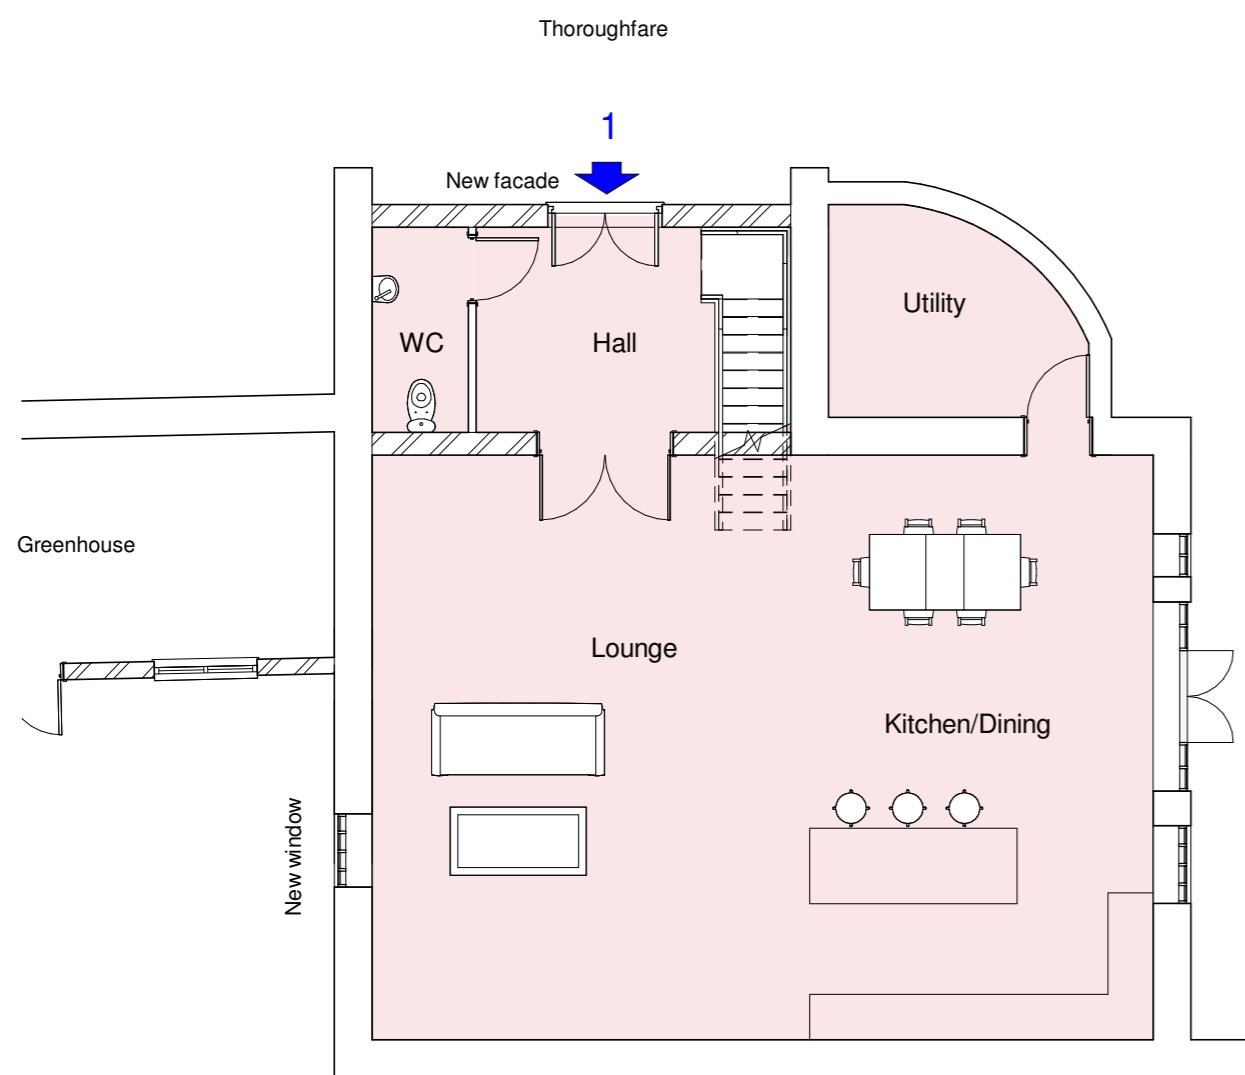 Thoroughfare
1
New facade
Utility
WC
Hall
Greenhouse
Lounge
Kitchen/Dining
New window